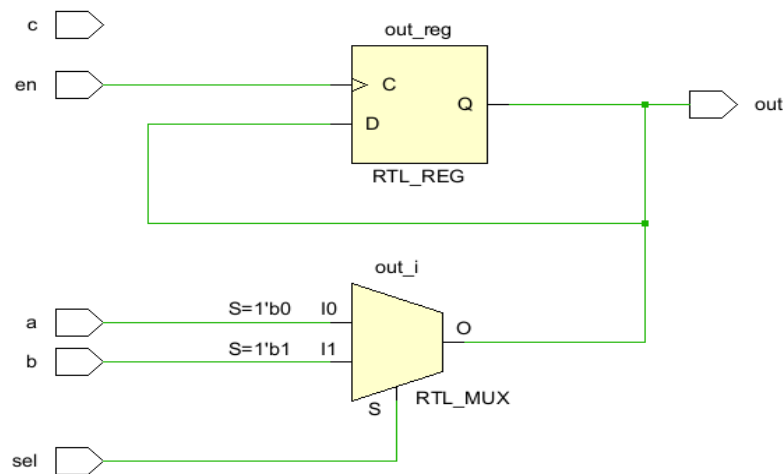 c
out_reg
en
C
Q
out
D
RTL_REG
out_i
a
S=1'b0
I0
b
S=1'b1
I1
O
S
RTL_MUX
sel